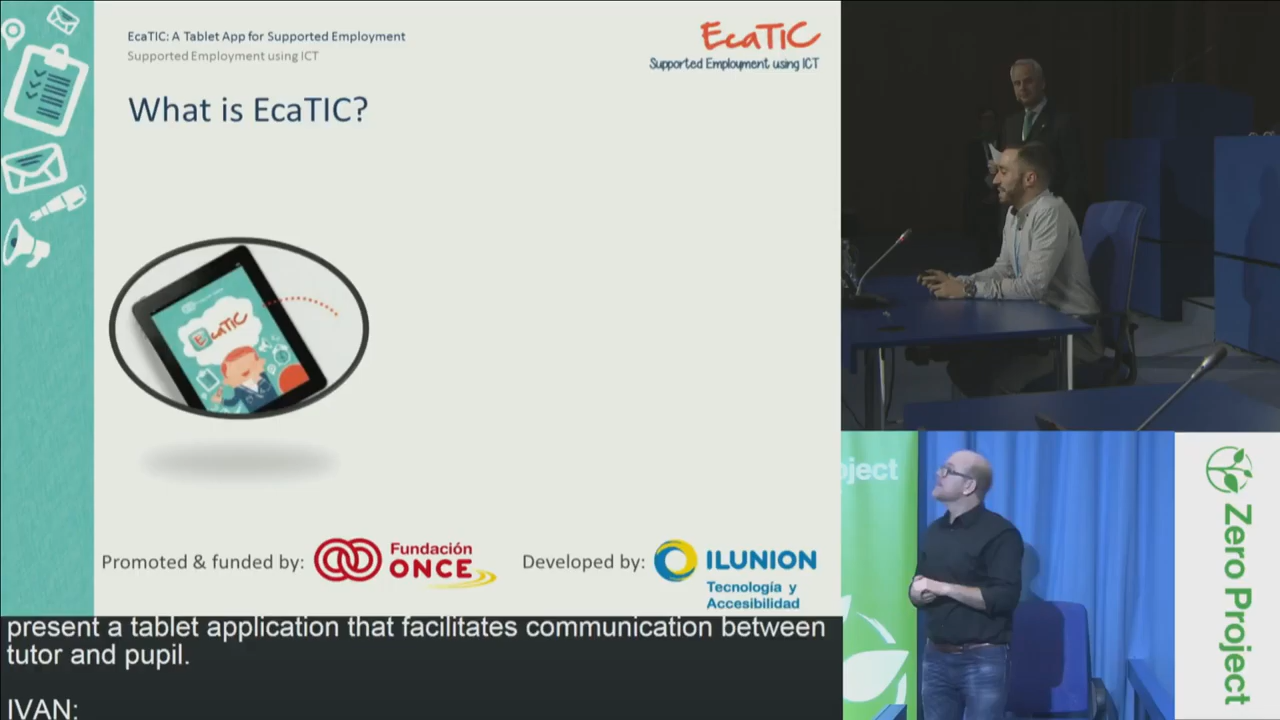 EcaTIC: A Tablet App for Supported Employment
Supported Employment using ICT
EcaTIC
Supported Employment using ICT
What is EcaTIC?
EcaTIC
Promoted & funded by:
Fundación
ONCE
Developed by:
ILUNION
Tecnología y
Accesibilidad
present a tablet application that facilitates communication between
tutor and pupil.
IVAN:
oject
Zero Project